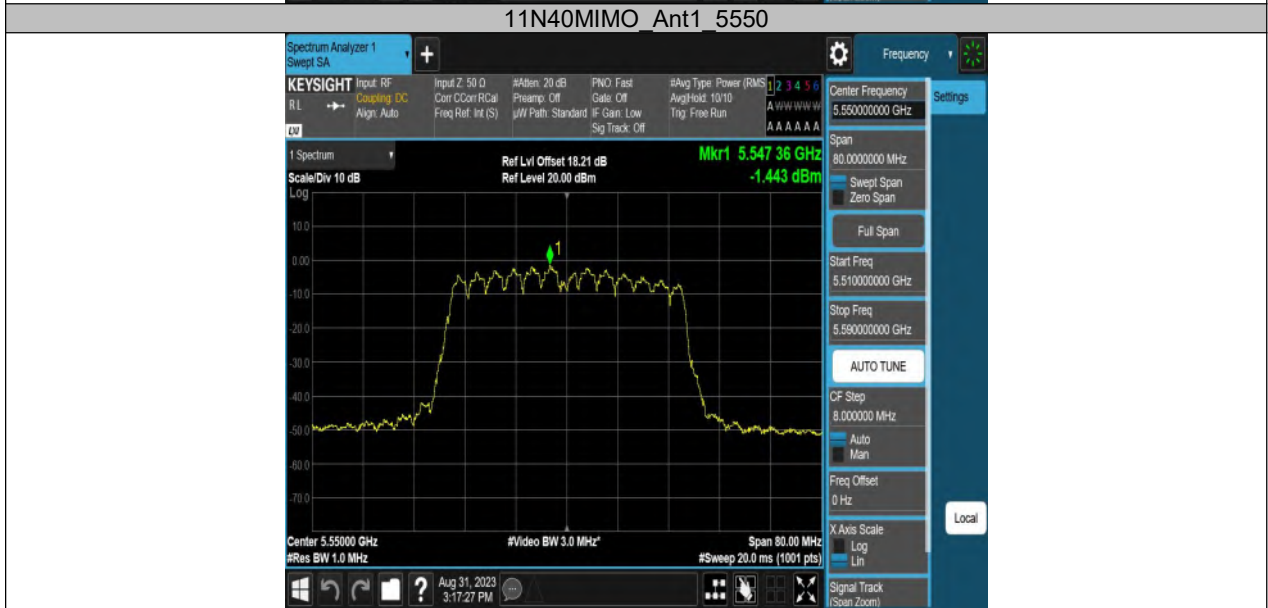 11N40MIMO_Ant1_5550
Spectrum Analyzer 1
Swept SA
+
Frequency
KEYSIGHT
RL
LXI
Input: RF
Coupling: DC
Align: Auto
Input Z: 50 Ω
Corr CCorr RCal
Freq Ref: Int (S)
#Atten: 20 dB
Preamp: Off
µW Path: Standard
PNO: Fast
Gate: Off
IF Gain: Low
Sig Track: Off
#Avg Type: Power (RMS
Avg|Hold: 10/10
Trig: Free Run
1 2 3 4 5 6
A W W W W W
A A A A A A
1 Spectrum
Scale/Div 10 dB
Log
Ref Lvl Offset 18.21 dB
Ref Level 20.00 dBm
Mkr1 5.547 36 GHz
-1.443 dBm
10.0
0.00
-10.0
-20.0
-30.0
-40.0
-50.0
-60.0
-70.0
1
Center 5.55000 GHz
#Res BW 1.0 MHz
#Video BW 3.0 MHz*
Span 80.00 MHz
#Sweep 20.0 ms (1001 pts)
Center Frequency
5.550000000 GHz
Settings
Span
80.0000000 MHz
Swept Span
Zero Span
Full Span
Start Freq
5.510000000 GHz
Stop Freq
5.590000000 GHz
AUTO TUNE
CF Step
8.000000 MHz
Auto
Man
Freq Offset
0 Hz
X Axis Scale
Log
Lin
Local
Signal Track
(Span Zoom)
?
Aug 31, 2023
3:17:27 PM